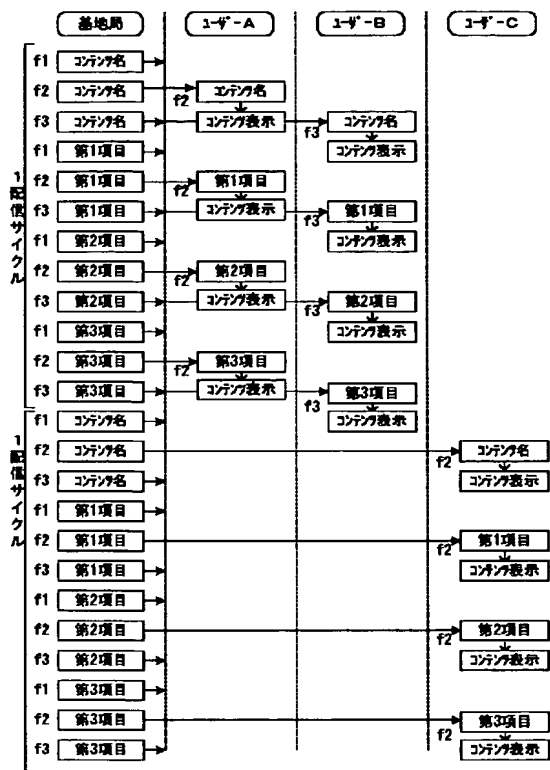 基地局 ユーザ-A ユーザ-B ユーザ-C
1配信サイクル
f1 コンテンツ名
f2 コンテンツ名 f2 コンテンツ名
f3 コンテンツ名 コンテンツ表示 f3 コンテンツ名
f1 第1項目 コンテンツ表示
f2 第1項目 f2 第1項目
f3 第1項目 コンテンツ表示 f3 第1項目
f1 第2項目 コンテンツ表示
f2 第2項目 f2 第2項目
f3 第2項目 コンテンツ表示 f3 第2項目
f1 第3項目 コンテンツ表示
f2 第3項目 f2 第3項目
f3 第3項目 コンテンツ表示 f3 第3項目
1配信サイクル
f1 コンテンツ名 コンテンツ表示
f2 コンテンツ名 f2 コンテンツ名
f3 コンテンツ名 コンテンツ表示
f1 第1項目
f2 第1項目 f2 第1項目
f3 第1項目 コンテンツ表示
f1 第2項目
f2 第2項目 f2 第2項目
f3 第2項目 コンテンツ表示
f1 第3項目
f2 第3項目 f2 第3項目
f3 第3項目 コンテンツ表示